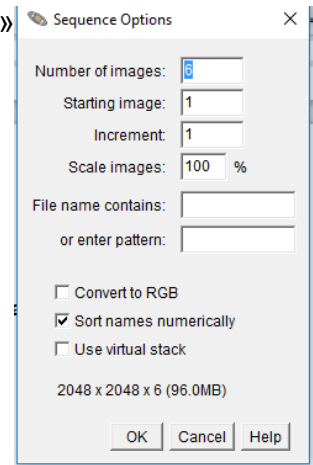 »
Sequence Options
Number of images: 6
Starting image: 1
Increment: 1
Scale images: 100 %
File name contains:
or enter pattern:
Convert to RGB
Sort names numerically
Use virtual stack
2048 x 2048 x 6 (96.0MB)
OK Cancel Help